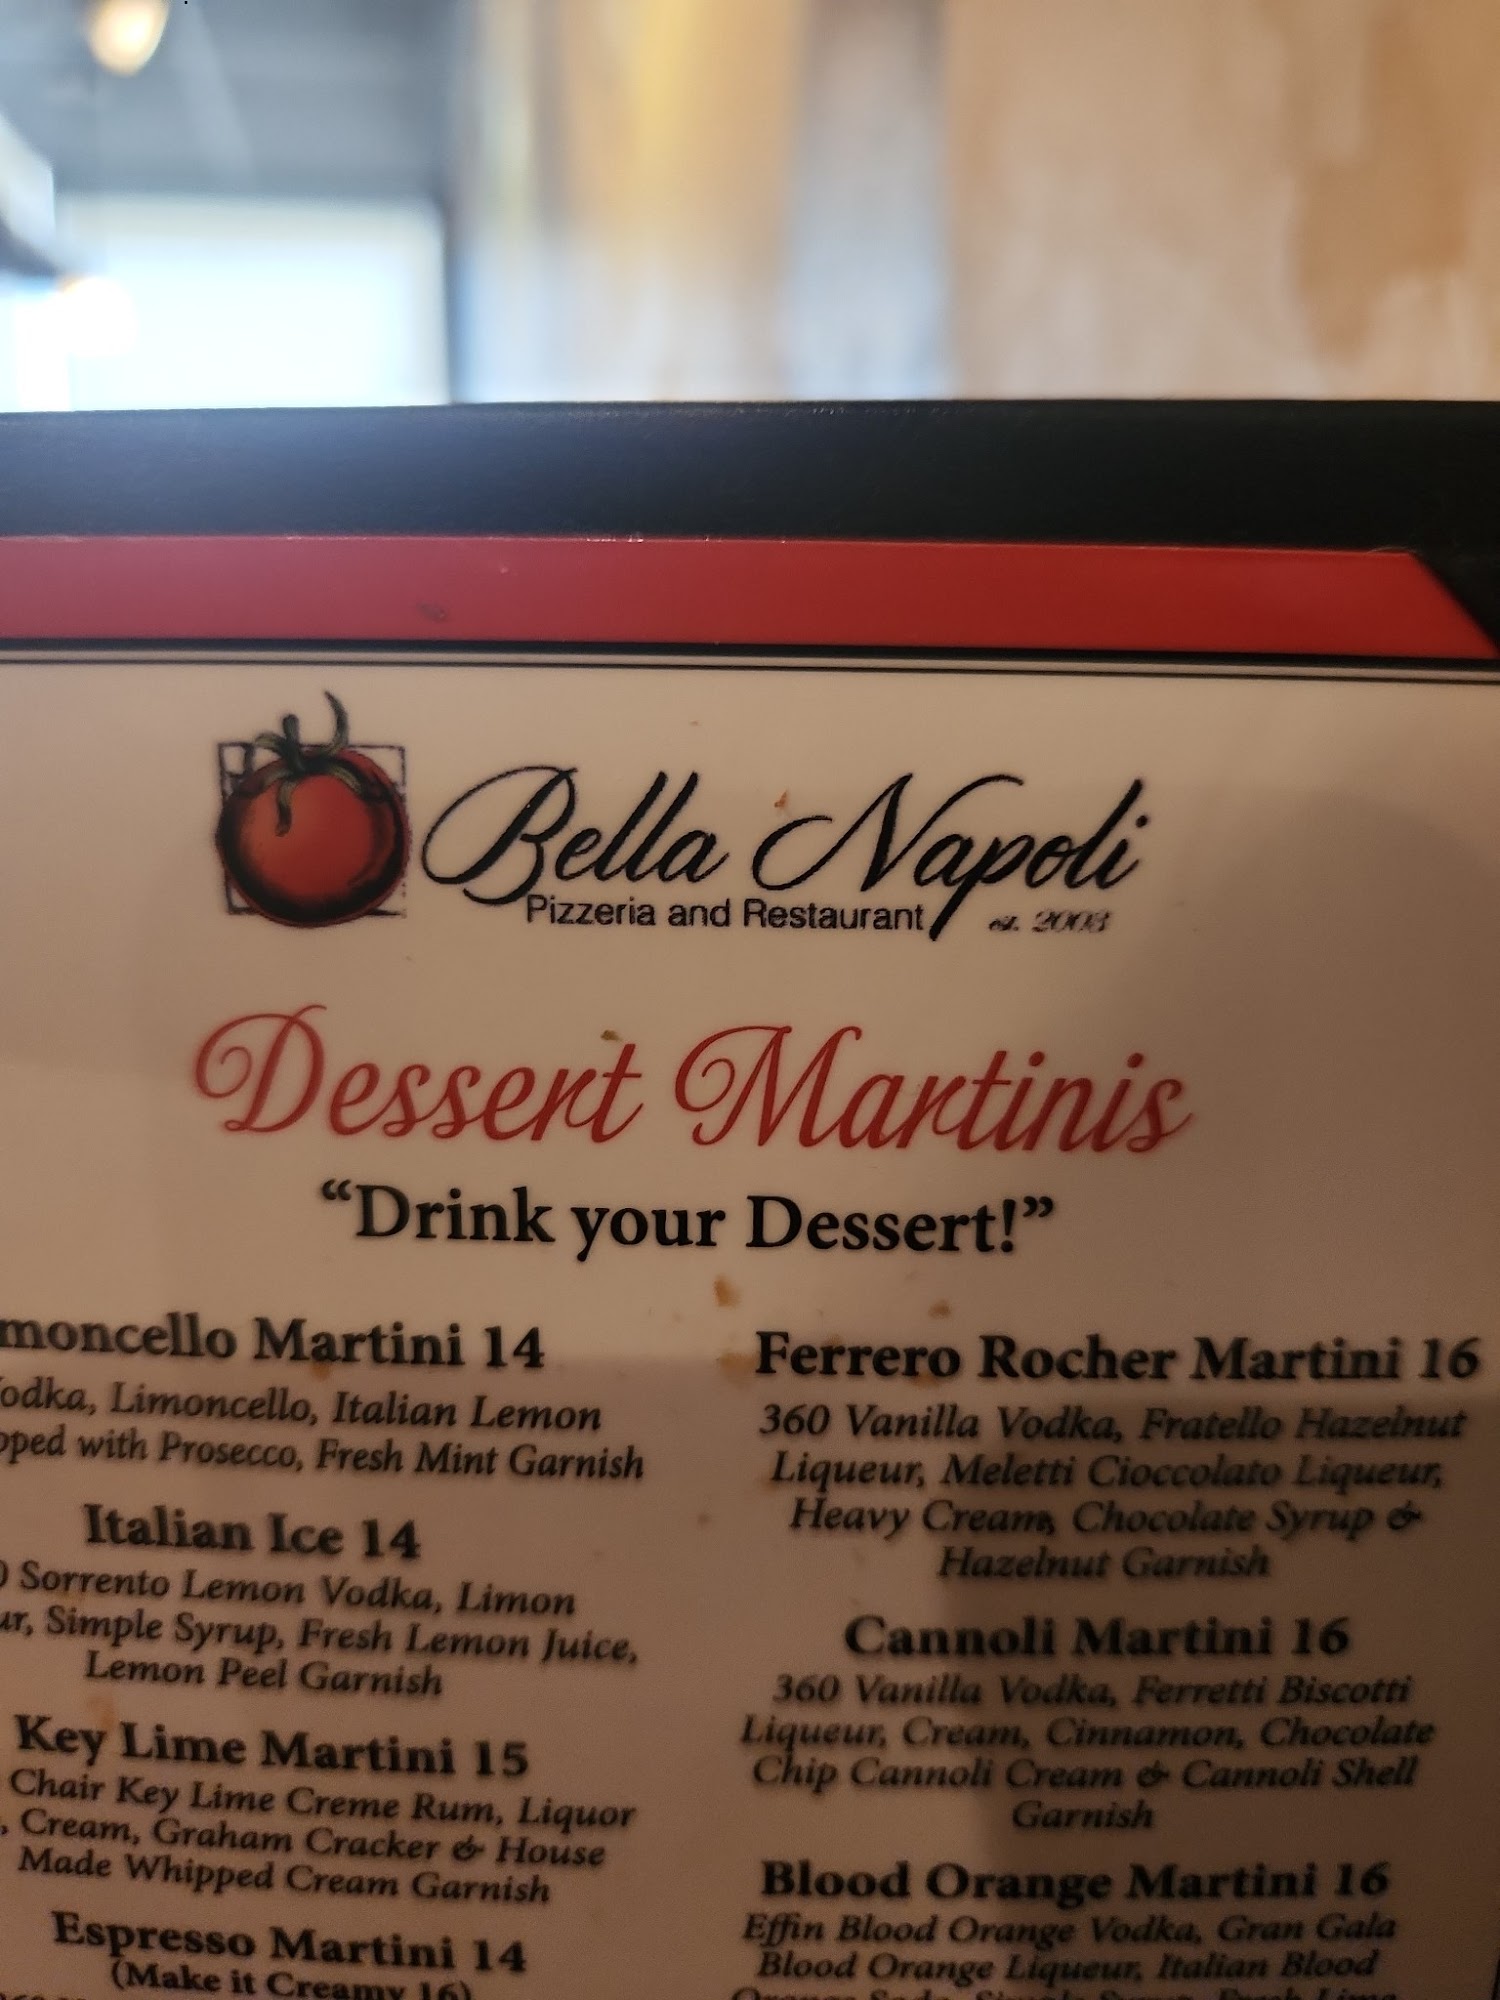 Bella Napoli
Pizzeria and Restaurant est. 2003
Dessert Martinis
“Drink your Dessert!”
moncello Martini 14
odka, Limoncello, Italian Lemon
pped with Prosecco, Fresh Mint Garnish
Italian Ice 14
0 Sorrento Lemon Vodka, Limon
ur, Simple Syrup, Fresh Lemon Juice,
Lemon Peel Garnish
Key Lime Martini 15
Chair Key Lime Creme Rum, Liquor
, Cream, Graham Cracker & House
Made Whipped Cream Garnish
Espresso Martini 14
(Make it Creamy 16)
Ferrero Rocher Martini 16
360 Vanilla Vodka, Fratello Hazelnut
Liqueur, Meletti Cioccolato Liqueur,
Heavy Cream, Chocolate Syrup &
Hazelnut Garnish
Cannoli Martini 16
360 Vanilla Vodka, Ferretti Biscotti
Liqueur, Cream, Cinnamon, Chocolate
Chip Cannoli Cream & Cannoli Shell
Garnish
Blood Orange Martini 16
Effin Blood Orange Vodka, Gran Gala
Blood Orange Liqueur, Italian Blood